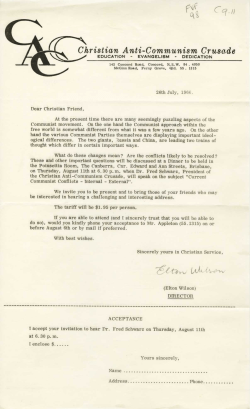 CACC
Christian Anti-Communism Crusade
EDUCATION • EVANGELISM • DEDICATION
28th July, 1966.
Dear Christian Friend,
At the present time there are many seemingly puzzling aspects of the
Communist movement. On the one hand the Communist approach within the
free world is somewhat different from what it was a few years ago. On the other
hand the various Communist Parties themselves are displaying important ideol-
ogical differences. The two giants, Russia and China, are leading two trains of
thought which differ in certain important ways.
What do these changes mean? Are the conflicts likely to be resolved?
These and other important questions will be discussed at a Dinner to be held in
the Poinsettia Room, The Canberra, Cnr. Edward and Ann Streets, Brisbane,
on Thursday, August 11th at 6.30 p.m. when Dr. Fred Schwarz, President of
the Christian Anti-Communism Crusade, will speak on the subject "Current
Communist Conflicts - Internal - External".
We invite you to be present and to bring those of your friends who may
be interested in hearing a challenging and interesting address.
The tariff will be $1.50 per person.
If you are able to attend (and I sincerely trust that you will be able to
do so), would you kindly phone your acceptance to Mr. Appleton
or before August 9th or by mail if preferred.
With best wishes.
Sincerely yours in Christian Service,
Elton Wilson
(Elton Wilson)
DIRECTOR
ACCEPTANCE
I accept your invitation to hear Dr. Fred Schwarz on Thursday, August 11th
at 6.30 p.m.
I enclose $......
Yours sincerely,
Name
Address Phone